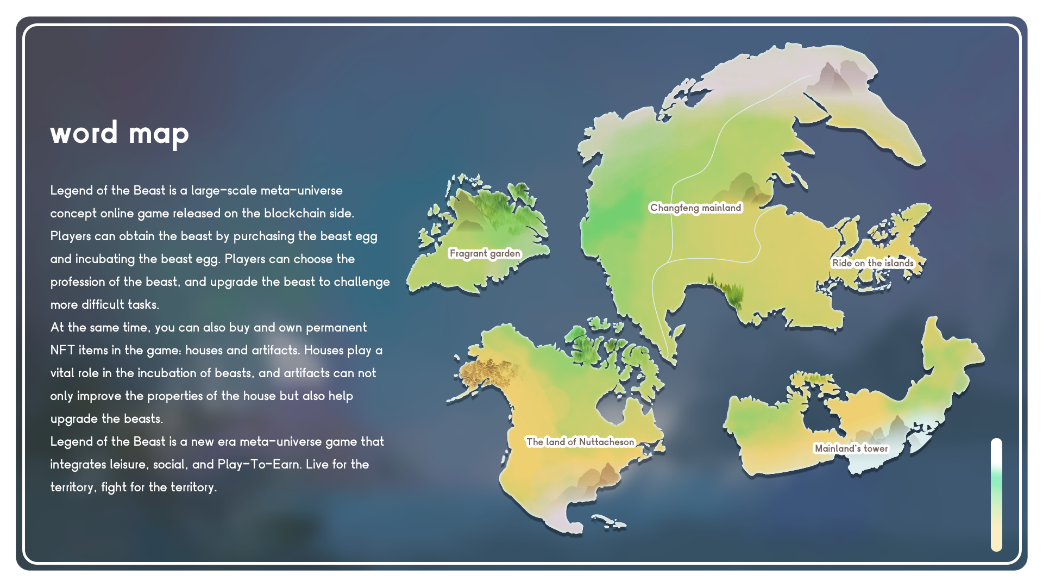 word map
Legend of the Beast is a large-scale meta-universe
concept online game released on the blockchain side.
Players can obtain the beast by purchasing the beast egg
and incubating the beast egg. Players can choose the
profession of the beast, and upgrade the beast to challenge
more difficult tasks.
At the same time, you can also buy and own permanent
NFT items in the game: houses and artifacts. Houses play a
vital role in the incubation of beasts, and artifacts can not
only improve the properties of the house but also help
upgrade the beasts.
Legend of the Beast is a new era meta-universe game that
integrates leisure, social, and Play-To-Earn. Live for the
territory, fight for the territory.
Changfeng mainland
Fragrant garden
Ride on the islands
The land of Nuttacheson
Mainland's tower